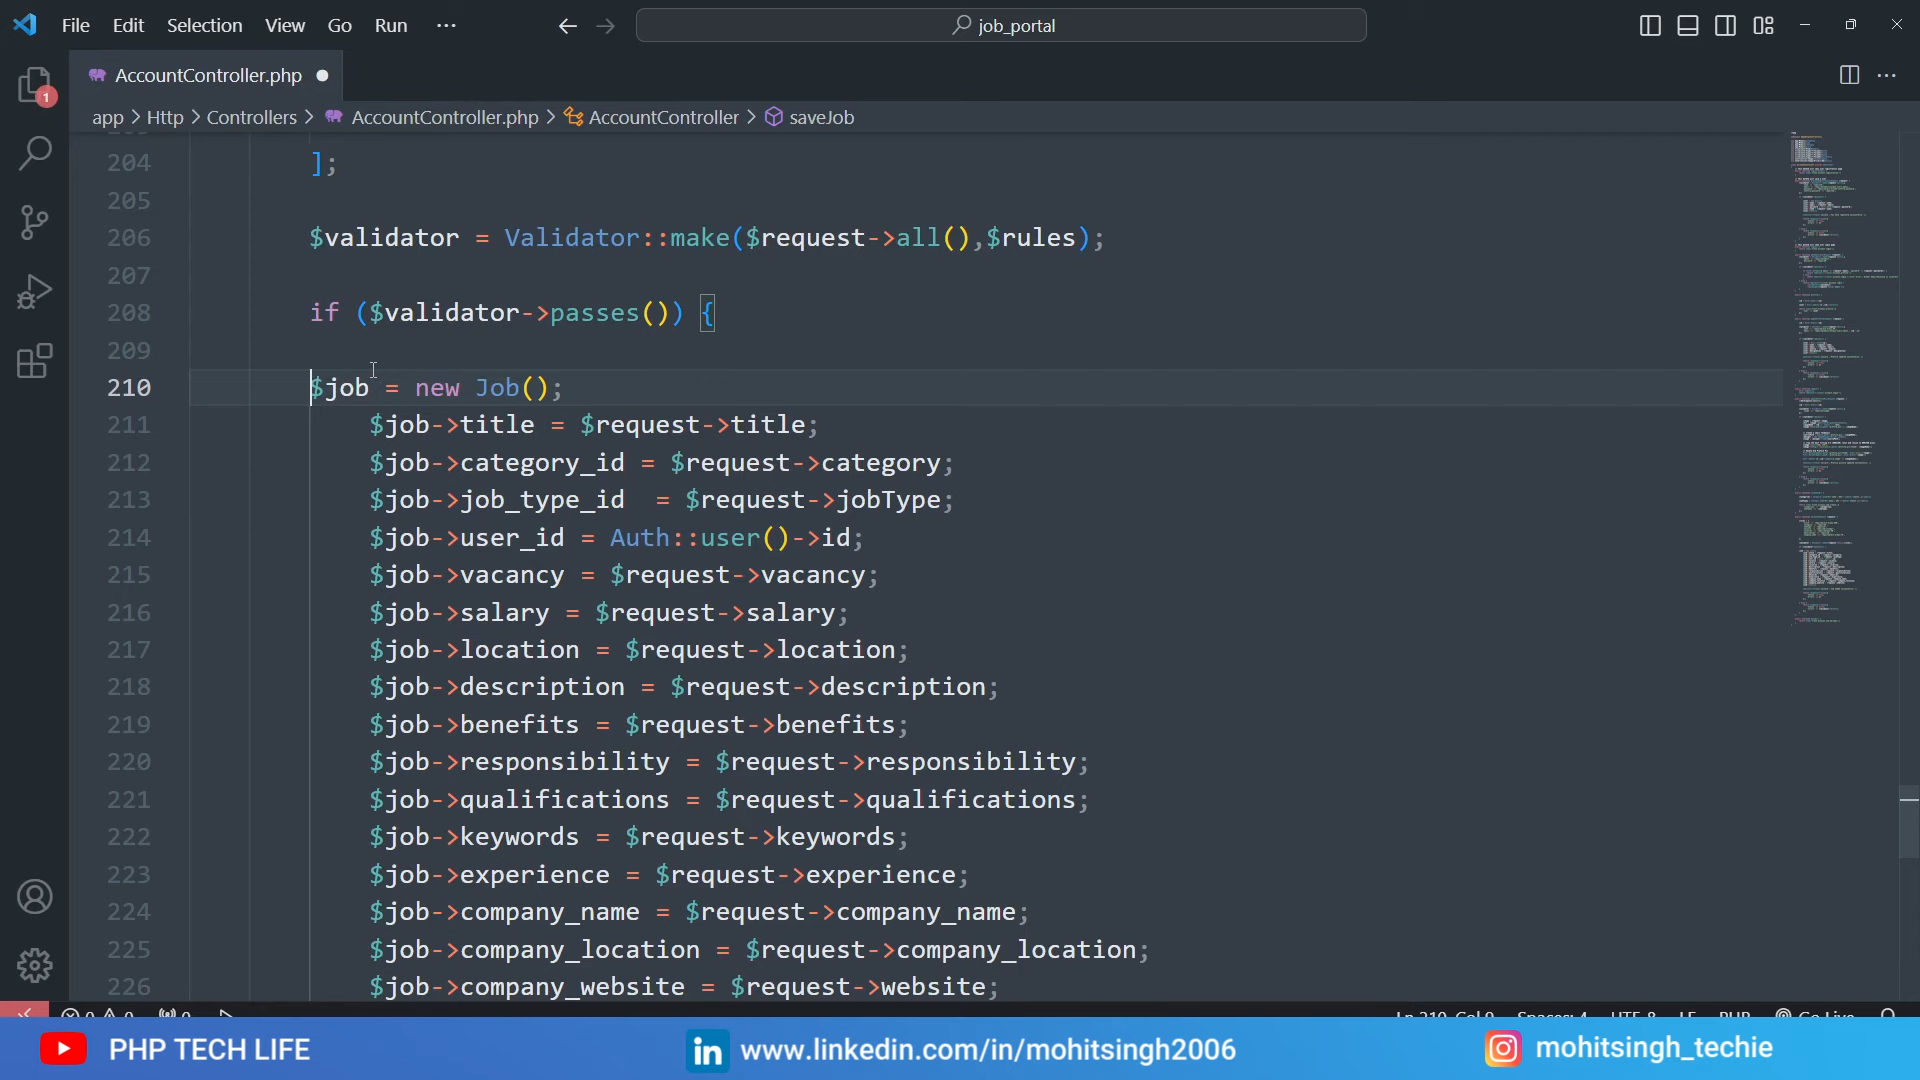 File Edit Selection View Go Run ...
job_portal
1
AccountController.php
app > Http > Controllers > AccountController.php > AccountController > saveJob
204 ];
205
206 $validator = Validator::make($request->all(),$rules);
207
208 if ($validator->passes()) {
209
210 $job = new Job();
211 $job->title = $request->title;
212 $job->category_id = $request->category;
213 $job->job_type_id  = $request->jobType;
214 $job->user_id = Auth::user()->id;
215 $job->vacancy = $request->vacancy;
216 $job->salary = $request->salary;
217 $job->location = $request->location;
218 $job->description = $request->description;
219 $job->benefits = $request->benefits;
220 $job->responsibility = $request->responsibility;
221 $job->qualifications = $request->qualifications;
222 $job->keywords = $request->keywords;
223 $job->experience = $request->experience;
224 $job->company_name = $request->company_name;
225 $job->company_location = $request->company_location;
226 $job->company_website = $request->website;
PHP TECH LIFE
www.linkedin.com/in/mohitsingh2006
mohitsingh_techie